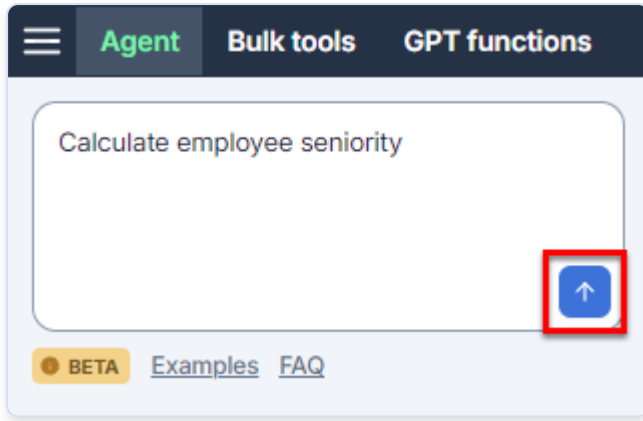 Agent Bulk tools GPT functions
Calculate employee seniority
BETA Examples FAQ